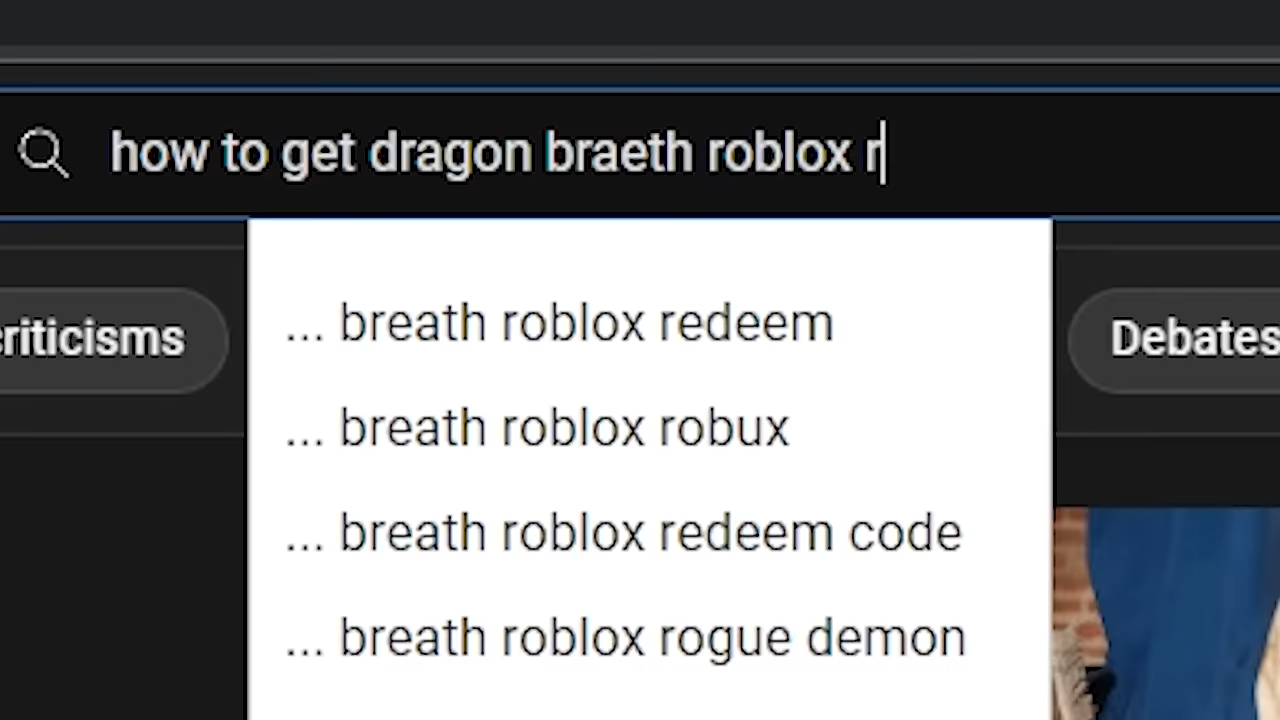 how to get dragon braeth roblox r
... breath roblox redeem
criticisms
Debates
... breath roblox robux
... breath roblox redeem code
... breath roblox rogue demon